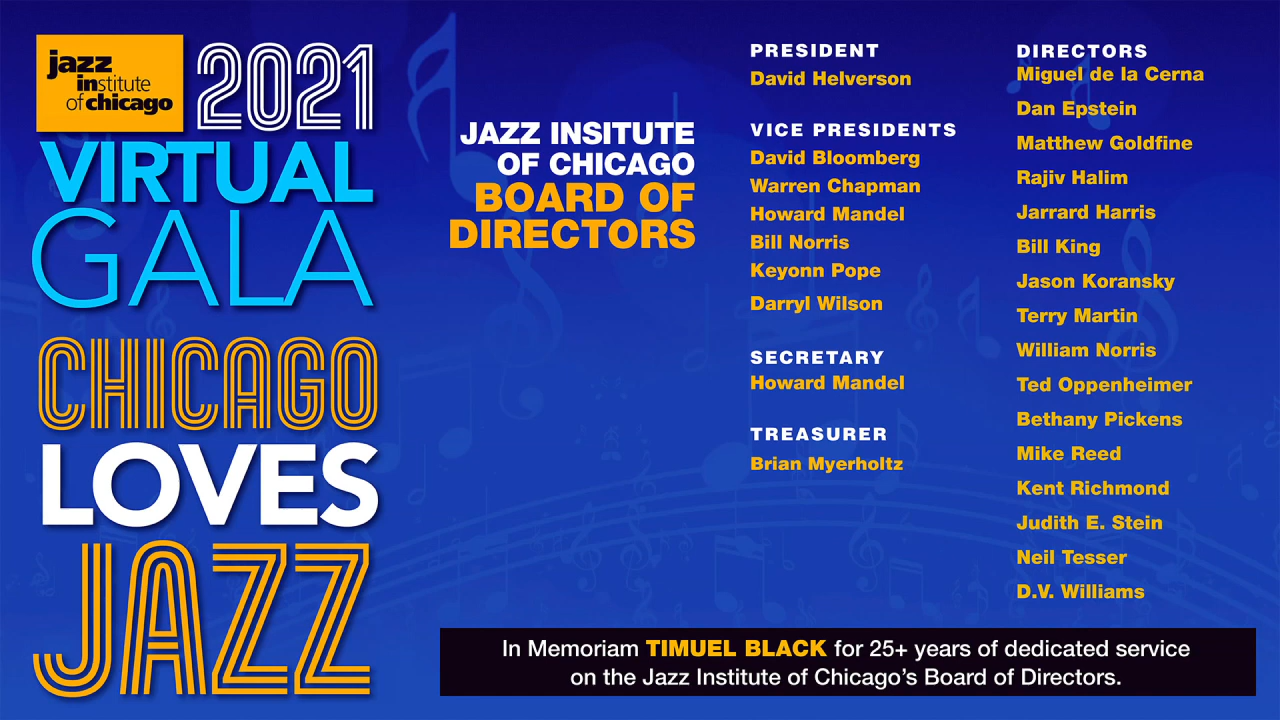 jazz
institute
of chicago
2021
VIRTUAL
GALA
CHICAGO
LOVES
JAZZ
JAZZ INSITUTE
OF CHICAGO
BOARD OF
DIRECTORS
PRESIDENT
David Helverson
VICE PRESIDENTS
David Bloomberg
Warren Chapman
Howard Mandel
Bill Norris
Keyonn Pope
Darryl Wilson
SECRETARY
Howard Mandel
TREASURER
Brian Myerholtz
DIRECTORS
Miguel de la Cerna
Dan Epstein
Matthew Goldfine
Rajiv Halim
Jarrard Harris
Bill King
Jason Koransky
Terry Martin
William Norris
Ted Oppenheimer
Bethany Pickens
Mike Reed
Kent Richmond
Judith E. Stein
Neil Tesser
D.V. Williams
In Memoriam TIMUEL BLACK for 25+ years of dedicated service
on the Jazz Institute of Chicago’s Board of Directors.